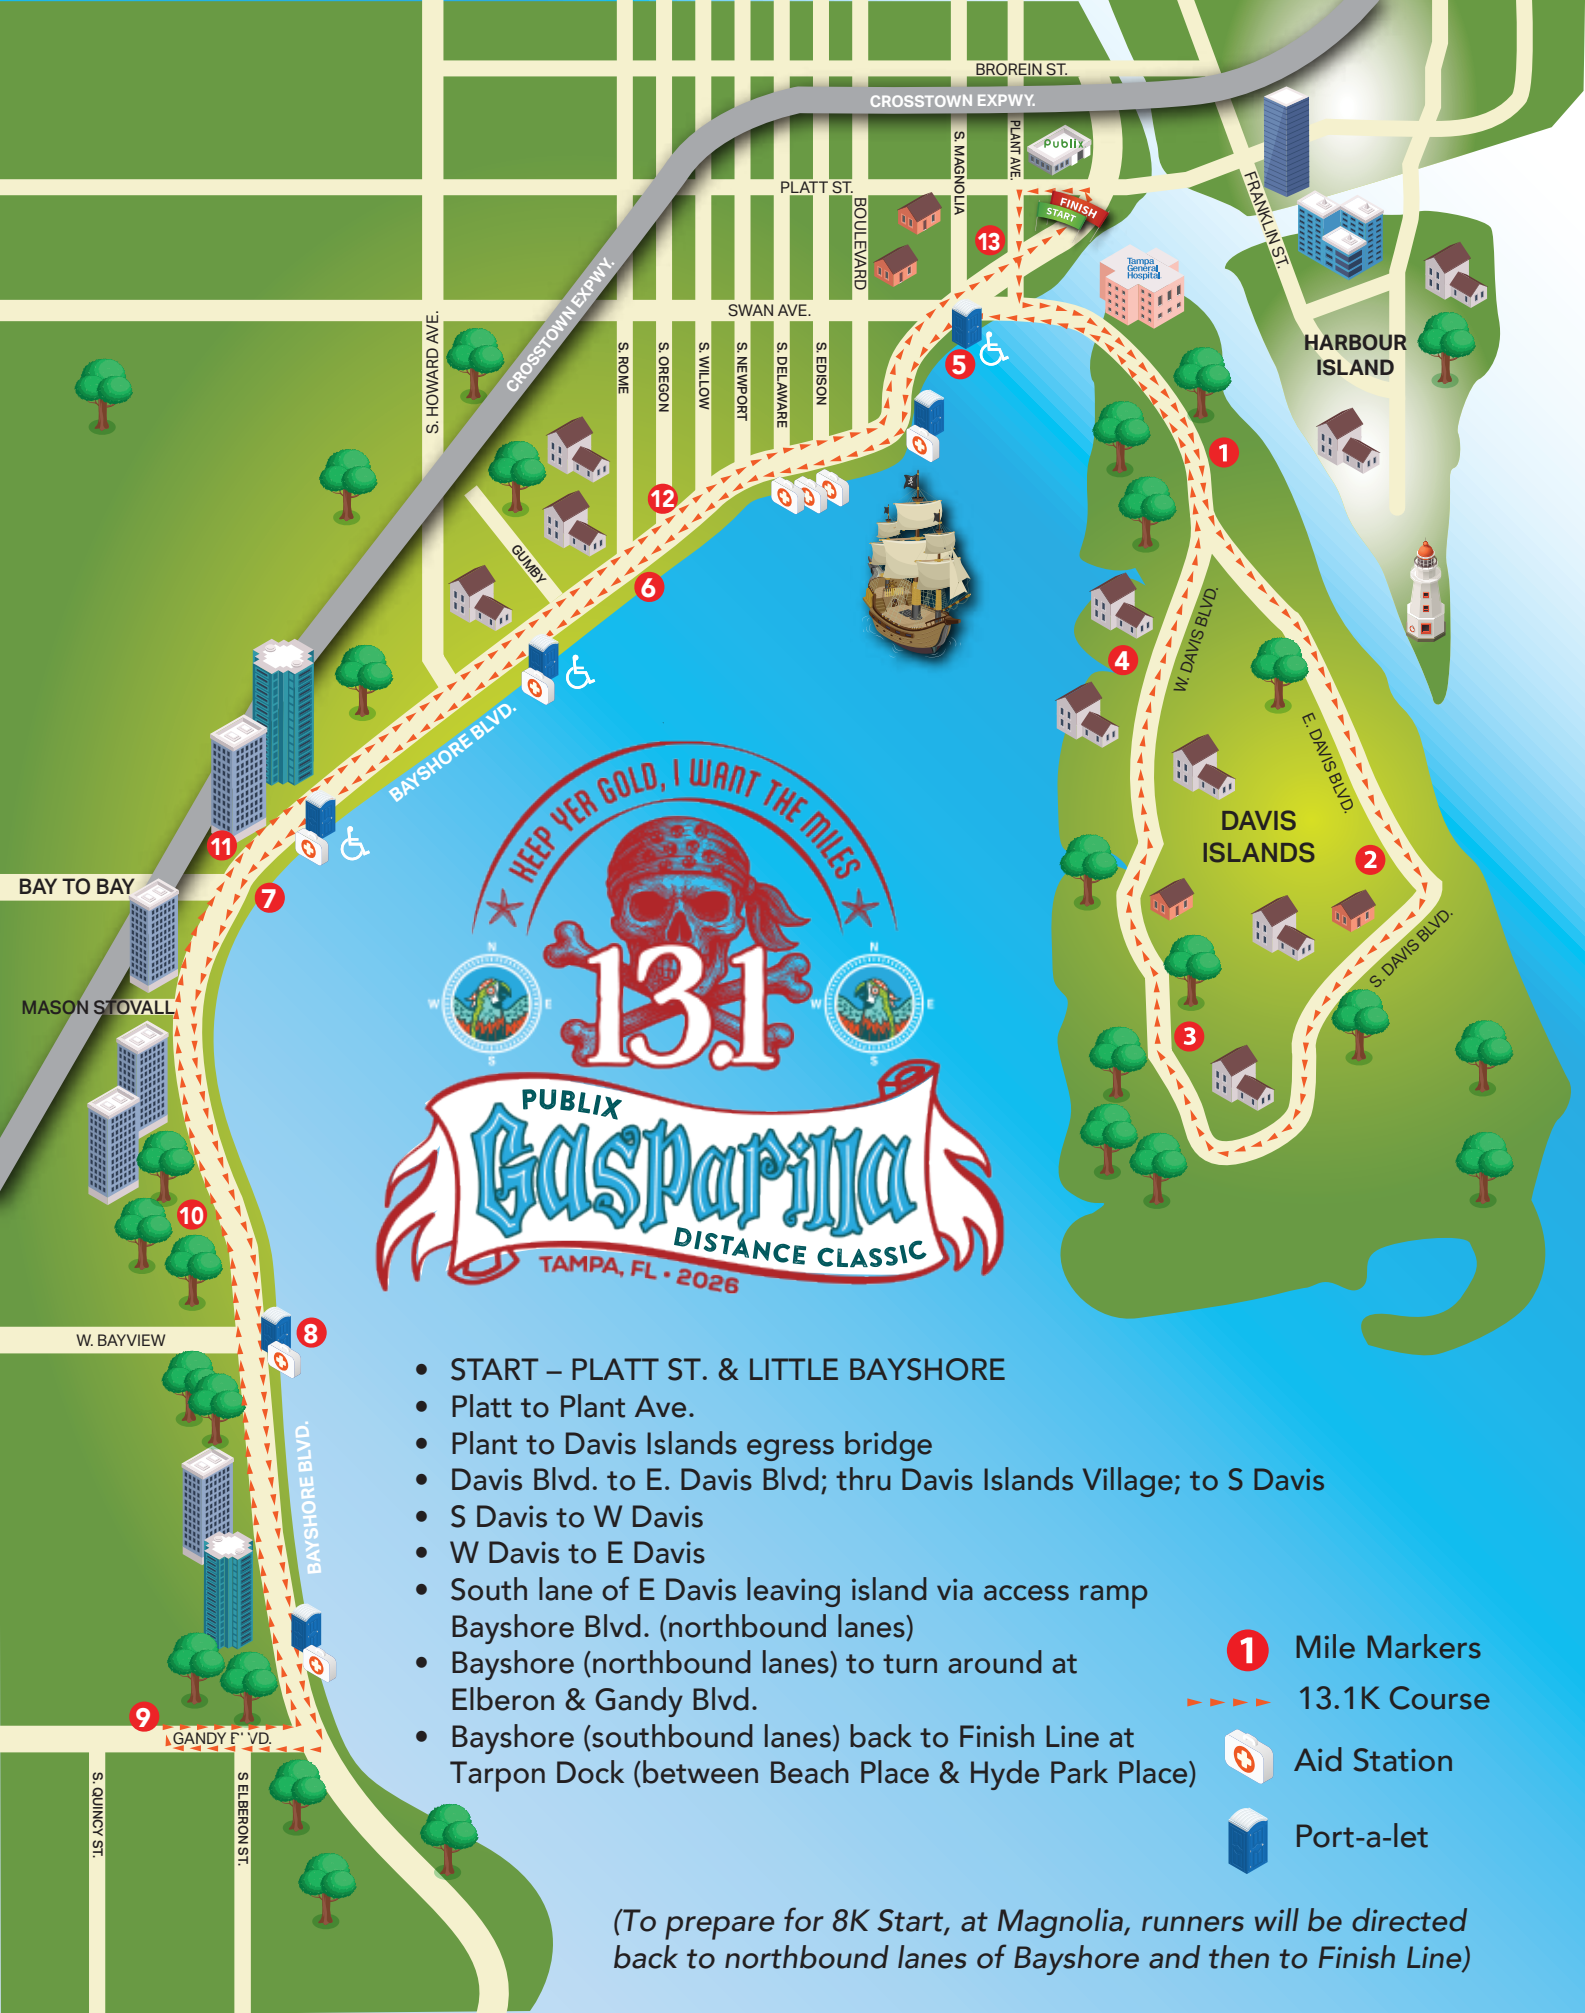 BROREIN ST.
CROSSTOWN EXPWY.
S. MAGNOLIA
PLANT AVE.
Publix
PLATT ST.
BOULEVARD
FINISH
START
FRANKLIN ST.
13
Tampa
General
Hospital
SWAN AVE.
S. HOWARD AVE.
CROSSTOWN EXPWY.
S. ROME
S. OREGON
S. WILLOW
S. NEWPORT
S. DELAWARE
S. EDISON
5
HARBOUR
ISLAND
1
12
GUMBY
6
4
W. DAVIS BLVD.
E. DAVIS BLVD.
BAYSHORE BLVD.
DAVIS
ISLANDS
2
11
BAY TO BAY
7
S. DAVIS BLVD.
MASON STOVALL
3
10
KEEP YER GOLD, I WANT THE MILES
N
W
E
S
N
W
E
S
13.1
PUBLIX
Gasparilla
DISTANCE CLASSIC
TAMPA, FL • 2026
W. BAYVIEW
8
BAYSHORE BLVD.
9
GANDY BLVD.
S. QUINCY ST.
S ELBERON ST.
• START – PLATT ST. & LITTLE BAYSHORE
• Platt to Plant Ave.
• Plant to Davis Islands egress bridge
• Davis Blvd. to E. Davis Blvd; thru Davis Islands Village; to S Davis
• S Davis to W Davis
• W Davis to E Davis
• South lane of E Davis leaving island via access ramp
Bayshore Blvd. (northbound lanes)
• Bayshore (northbound lanes) to turn around at
Elberon & Gandy Blvd.
• Bayshore (southbound lanes) back to Finish Line at
Tarpon Dock (between Beach Place & Hyde Park Place)
1 Mile Markers
13.1K Course
Aid Station
Port-a-let
(To prepare for 8K Start, at Magnolia, runners will be directed
back to northbound lanes of Bayshore and then to Finish Line)